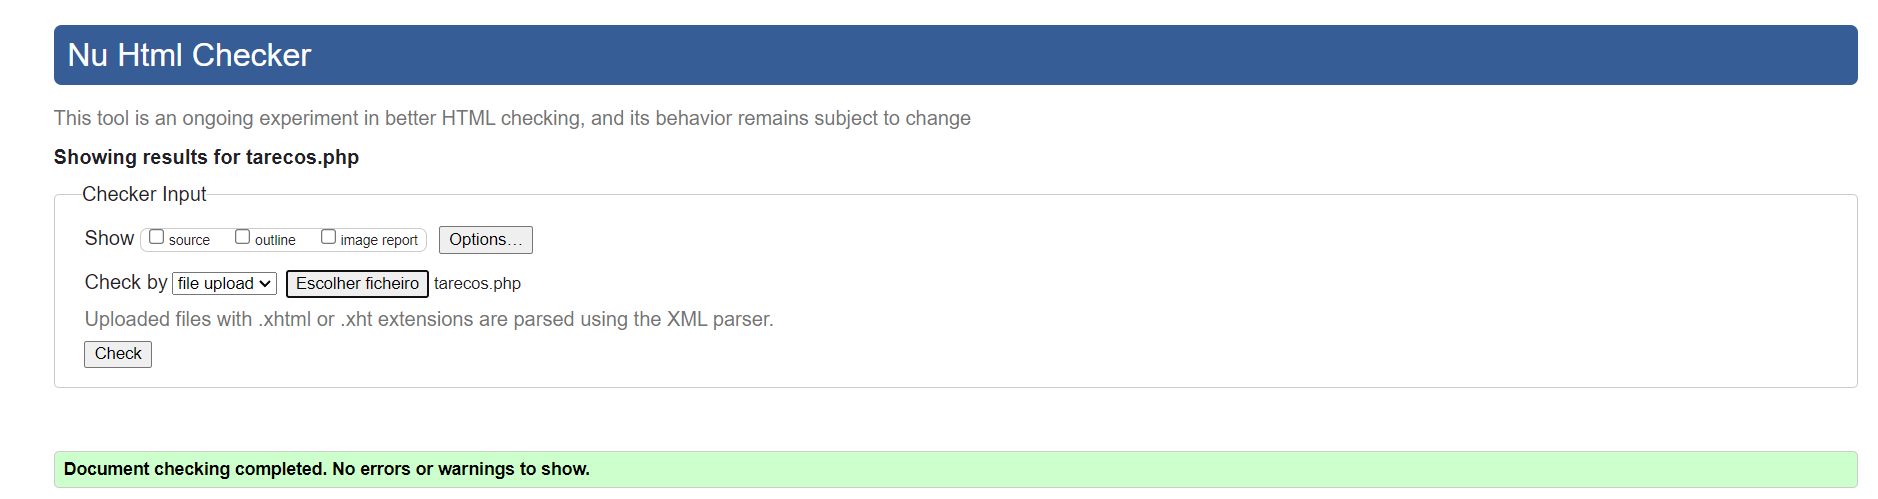 Nu Html Checker
This tool is an ongoing experiment in better HTML checking, and its behavior remains subject to change
Showing results for tarecos.php
Checker Input
Show source outline image report Options...
Check by file upload Escolher ficheiro tarecos.php
Uploaded files with .xhtml or .xht extensions are parsed using the XML parser.
Check
Document checking completed. No errors or warnings to show.